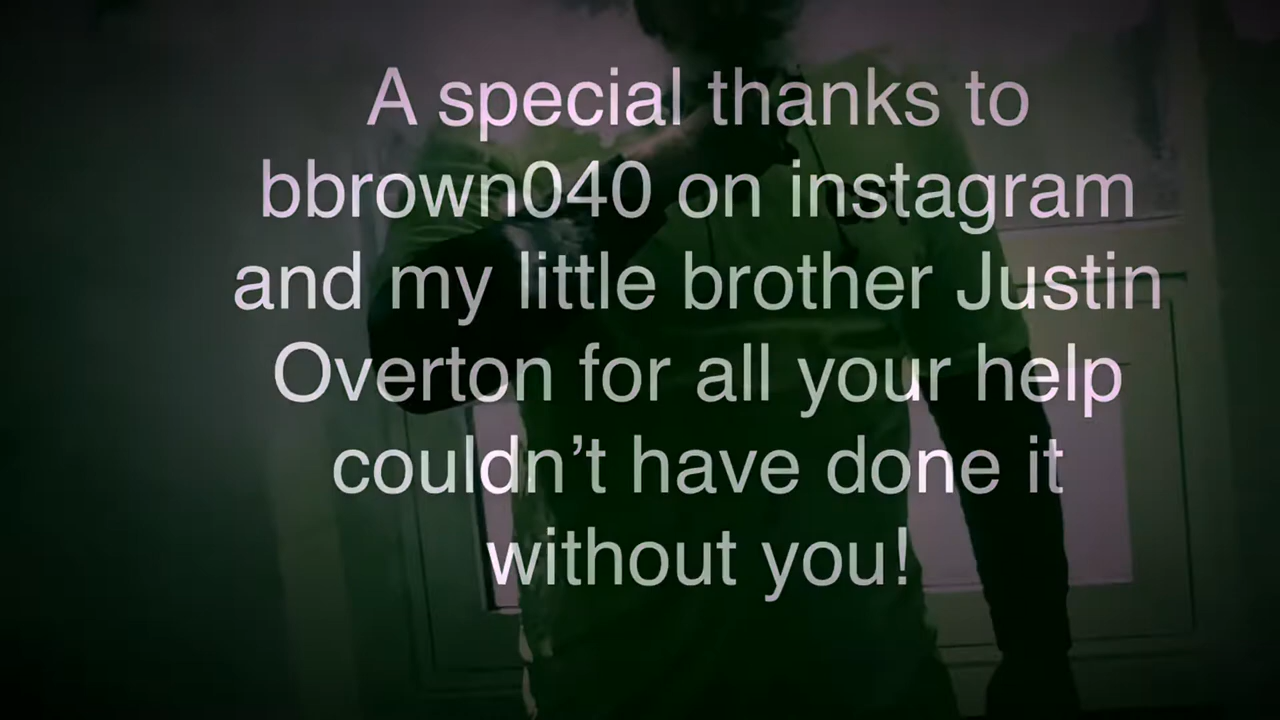 A special thanks to
bbrown040 on instagram
and my little brother Justin
Overton for all your help
couldn’t have done it
without you!